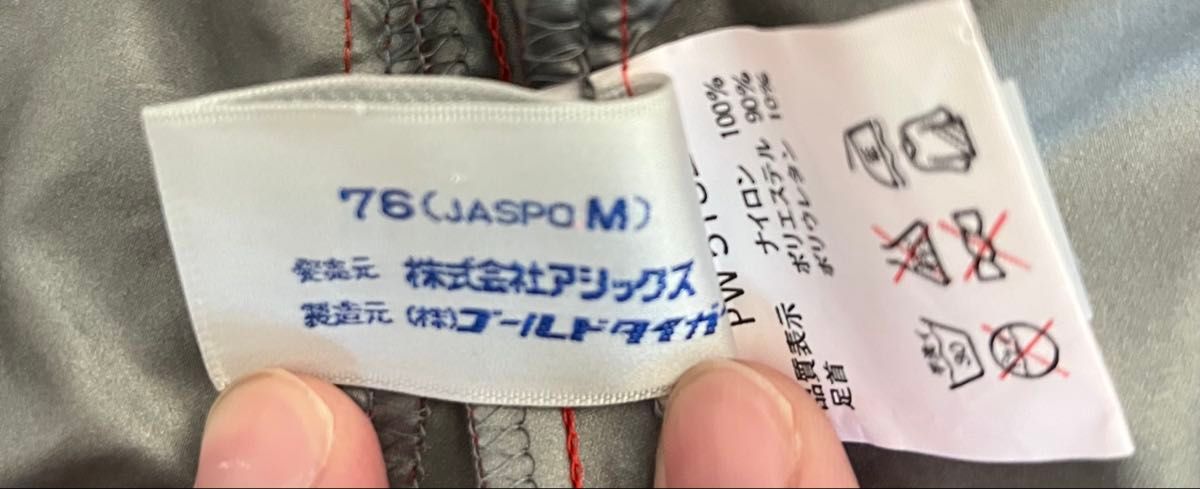 76(JASPO M)
発売元 株式会社アシックス
製造元 (株)ゴールドタイガ
品質表示 ナイロン 100%
足首 ポリエステル 90%
ポリウレタン 10%